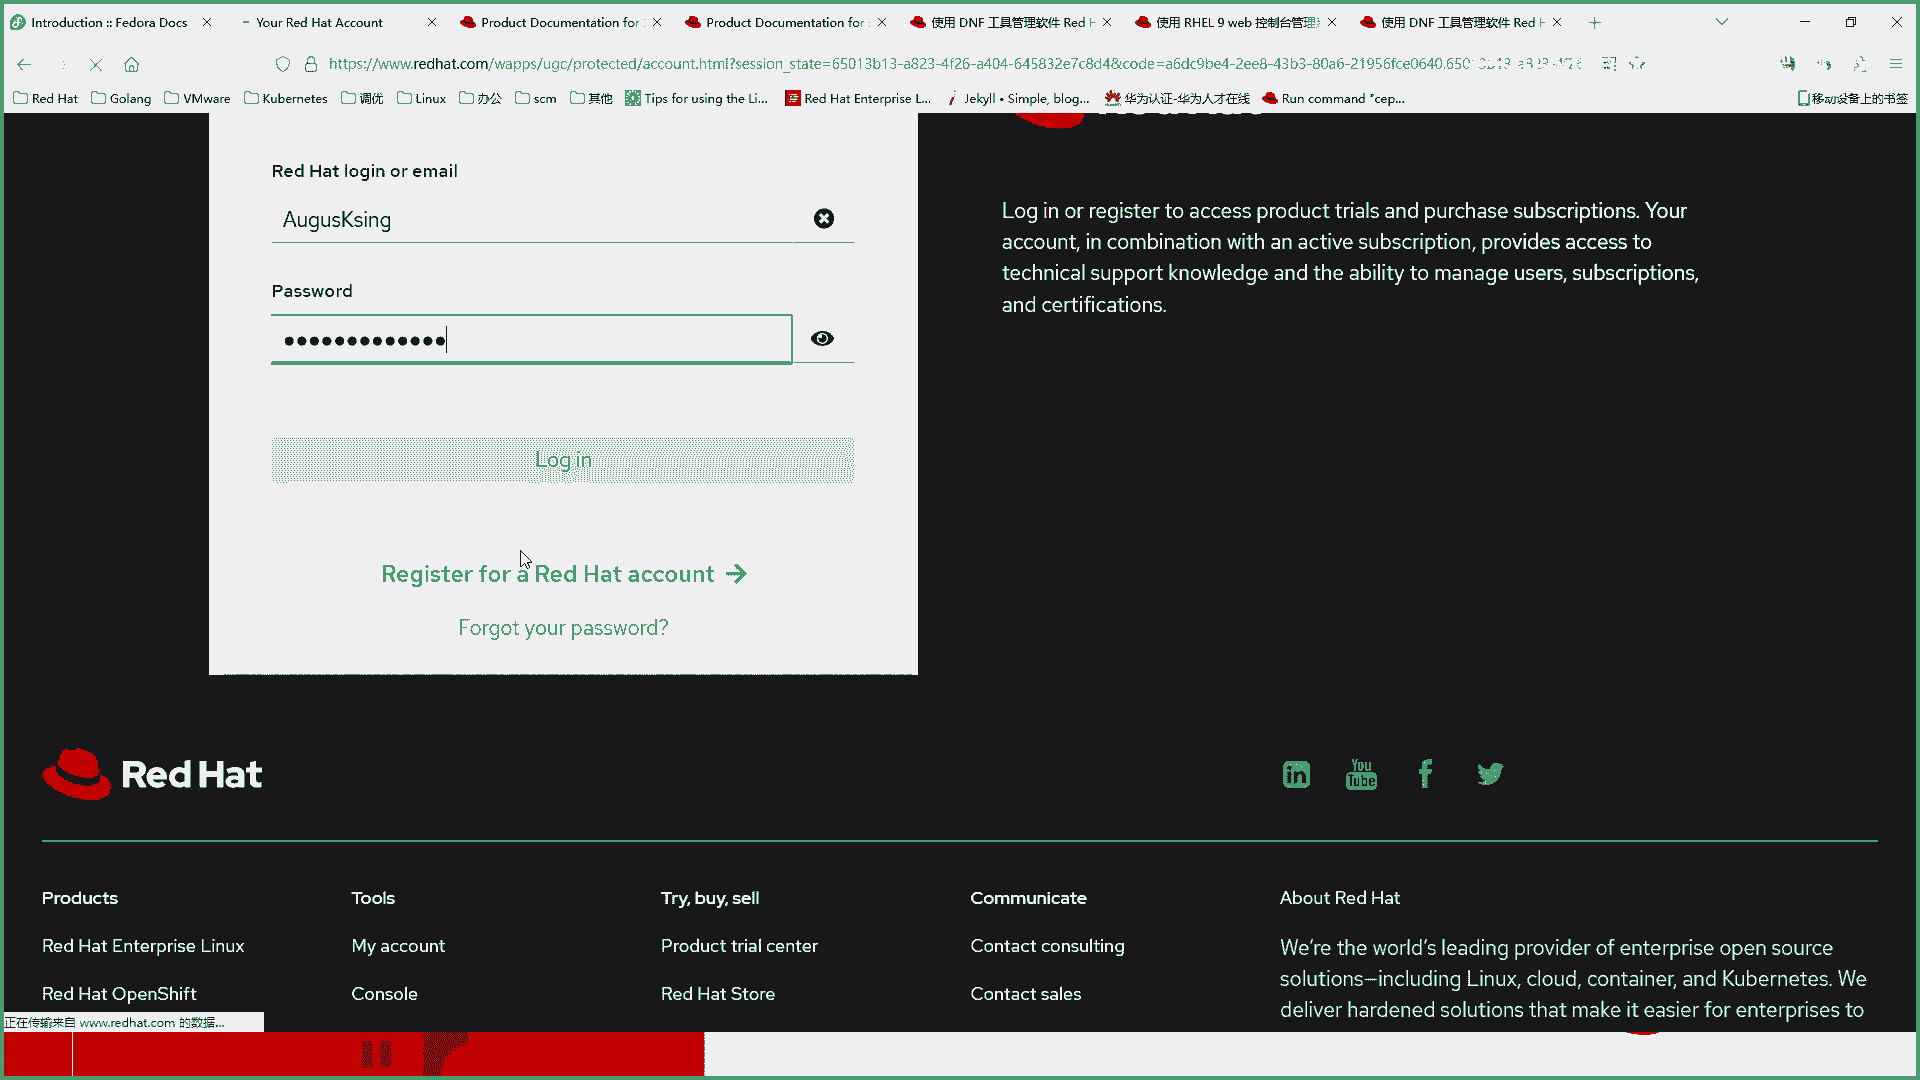 Introduction :: Fedora Docs
Your Red Hat Account
Product Documentation for
Product Documentation for
使用 DNF 工具管理软件 Red H
使用 RHEL 9 web 控制台管理
使用 DNF 工具管理软件 Red H
https://www.redhat.com/wapps/ugc/protected/account.html?session_state=65013b13-a823-4f26-a404-645832e7c8d4&code=a6dc9be4-2ee8-43b3-80a6-21956fce0640.650
Red Hat
Golang
VMware
Kubernetes
调优
Linux
办公
scm
其他
Tips for using the Li...
Red Hat Enterprise L...
Jekyll • Simple, blog...
华为认证-华为人才在线
Run command "cep...
移动设备上的书签
Red Hat login or email
AugusKsing
Password
Log in
Register for a Red Hat account
Forgot your password?
Log in or register to access product trials and purchase subscriptions. Your
account, in combination with an active subscription, provides access to
technical support knowledge and the ability to manage users, subscriptions,
and certifications.
Red Hat
in
You Tube
Products
Red Hat Enterprise Linux
Red Hat OpenShift
Tools
My account
Console
Try, buy, sell
Product trial center
Red Hat Store
Communicate
Contact consulting
Contact sales
About Red Hat
We're the world's leading provider of enterprise open source
solutions—including Linux, cloud, container, and Kubernetes. We
deliver hardened solutions that make it easier for enterprises to
正在传输来自 www.redhat.com 的数据...